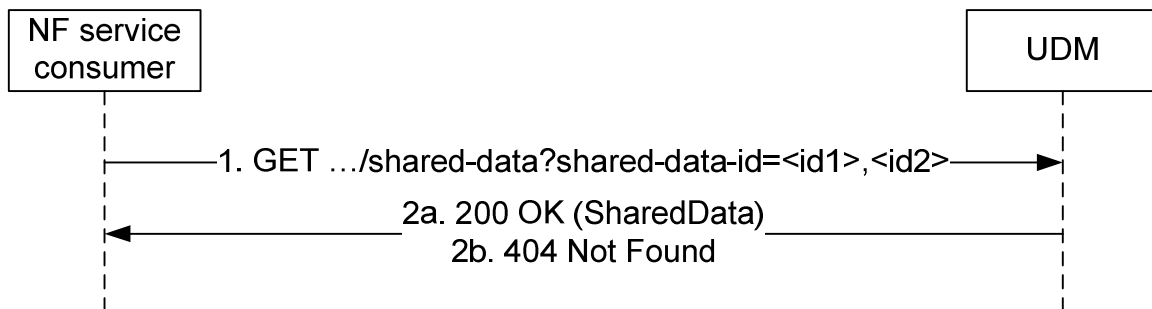 NF service
consumer
UDM
1. GET …/shared-data?shared-data-id=<id1>,<id2>
2a. 200 OK (SharedData)
2b. 404 Not Found